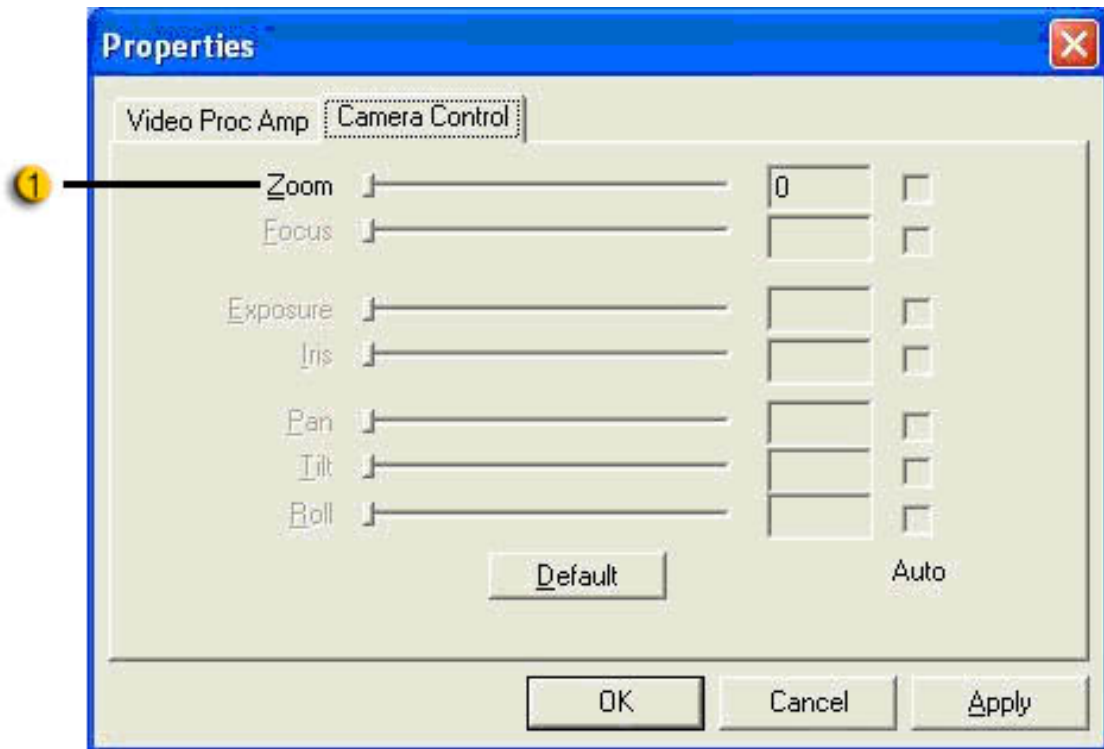 Properties
Video Proc Amp Camera Control
1 Zoom 0
Focus
Exposure
Iris
Pan
Tilt
Roll
Default Auto
OK Cancel Apply